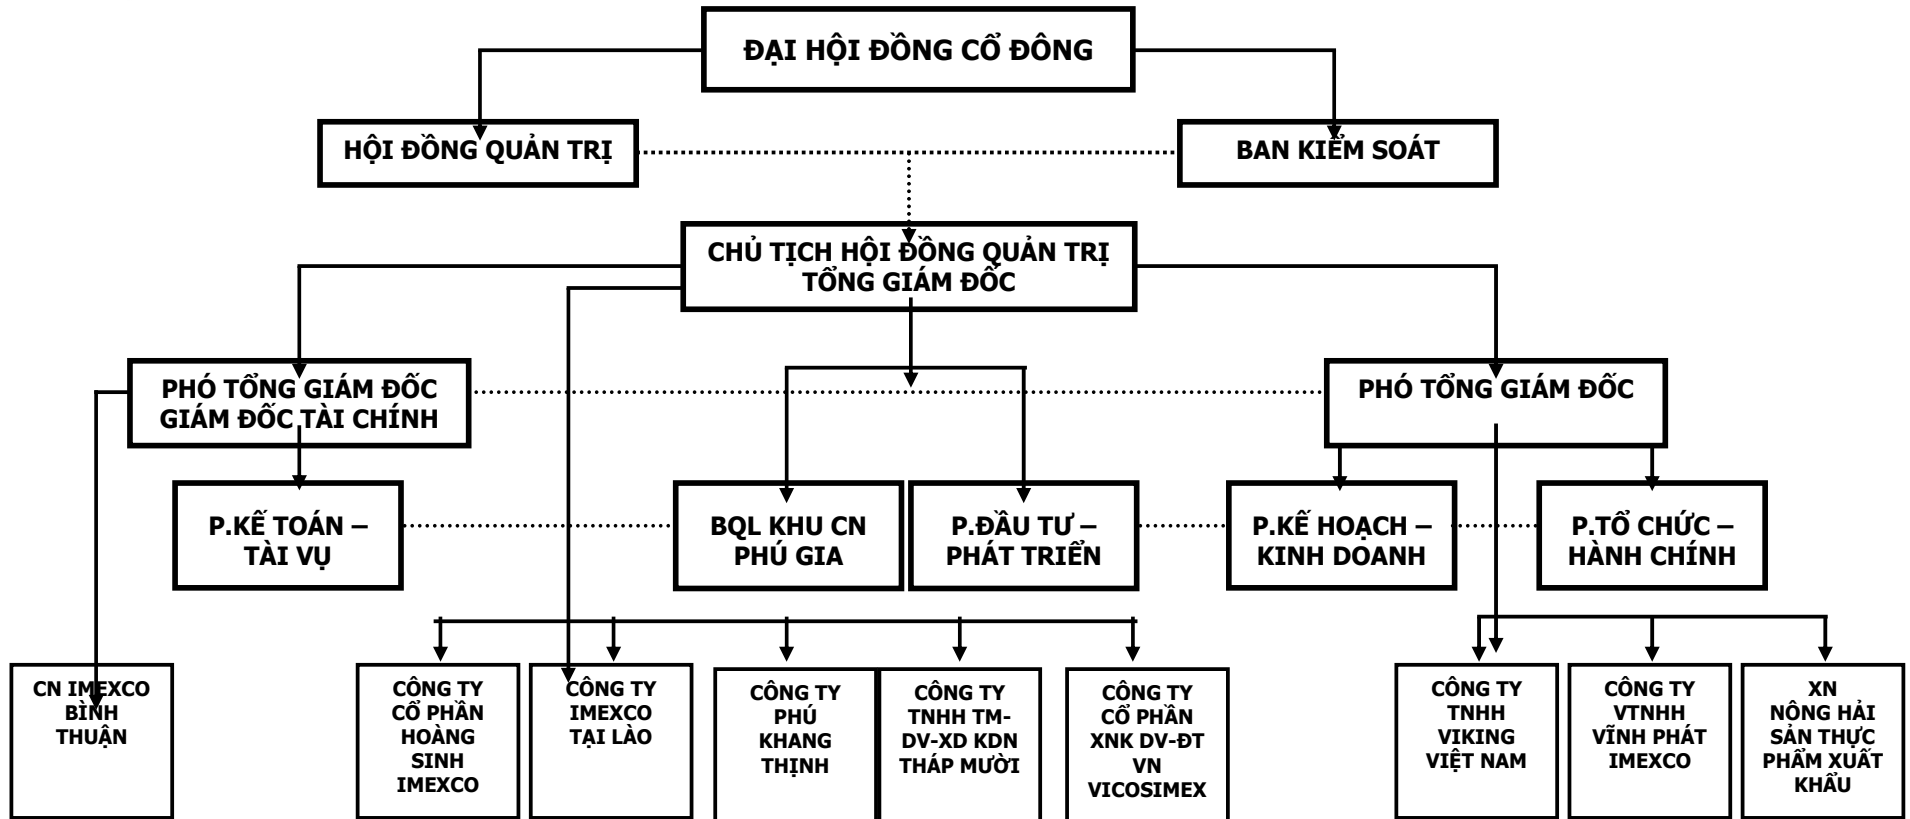 ĐẠI HỘI ĐỒNG CỔ ĐÔNG
HỘI ĐỒNG QUẢN TRỊ
BAN KIỂM SOÁT
CHỦ TỊCH HỘI ĐỒNG QUẢN TRỊ
TỔNG GIÁM ĐỐC
PHÓ TỔNG GIÁM ĐỐC
GIÁM ĐỐC TÀI CHÍNH
PHÓ TỔNG GIÁM ĐỐC
P.KẾ TOÁN –
TÀI VỤ
BQL KHU CN
PHÚ GIA
P.ĐẦU TƯ –
PHÁT TRIỂN
P.KẾ HOẠCH –
KINH DOANH
P.TỔ CHỨC –
HÀNH CHÍNH
CN IMEXCO
BÌNH
THUẬN
CÔNG TY
CỔ PHẦN
HOÀNG
SINH
IMEXCO
CÔNG TY
IMEXCO
TẠI LÀO
CÔNG TY
PHÚ
KHANG
THỊNH
CÔNG TY
TNHH TM-
DV-XD KDN
THÁP MƯỜI
CÔNG TY
CỔ PHẦN
XNK DV-ĐT
VN
VICOSIMEX
CÔNG TY
TNHH
VIKING
VIỆT NAM
CÔNG TY
VTNHH
VĨNH PHÁT
IMEXCO
XN
NÔNG HẢI
SẢN THỰC
PHẨM XUẤT
KHẨU